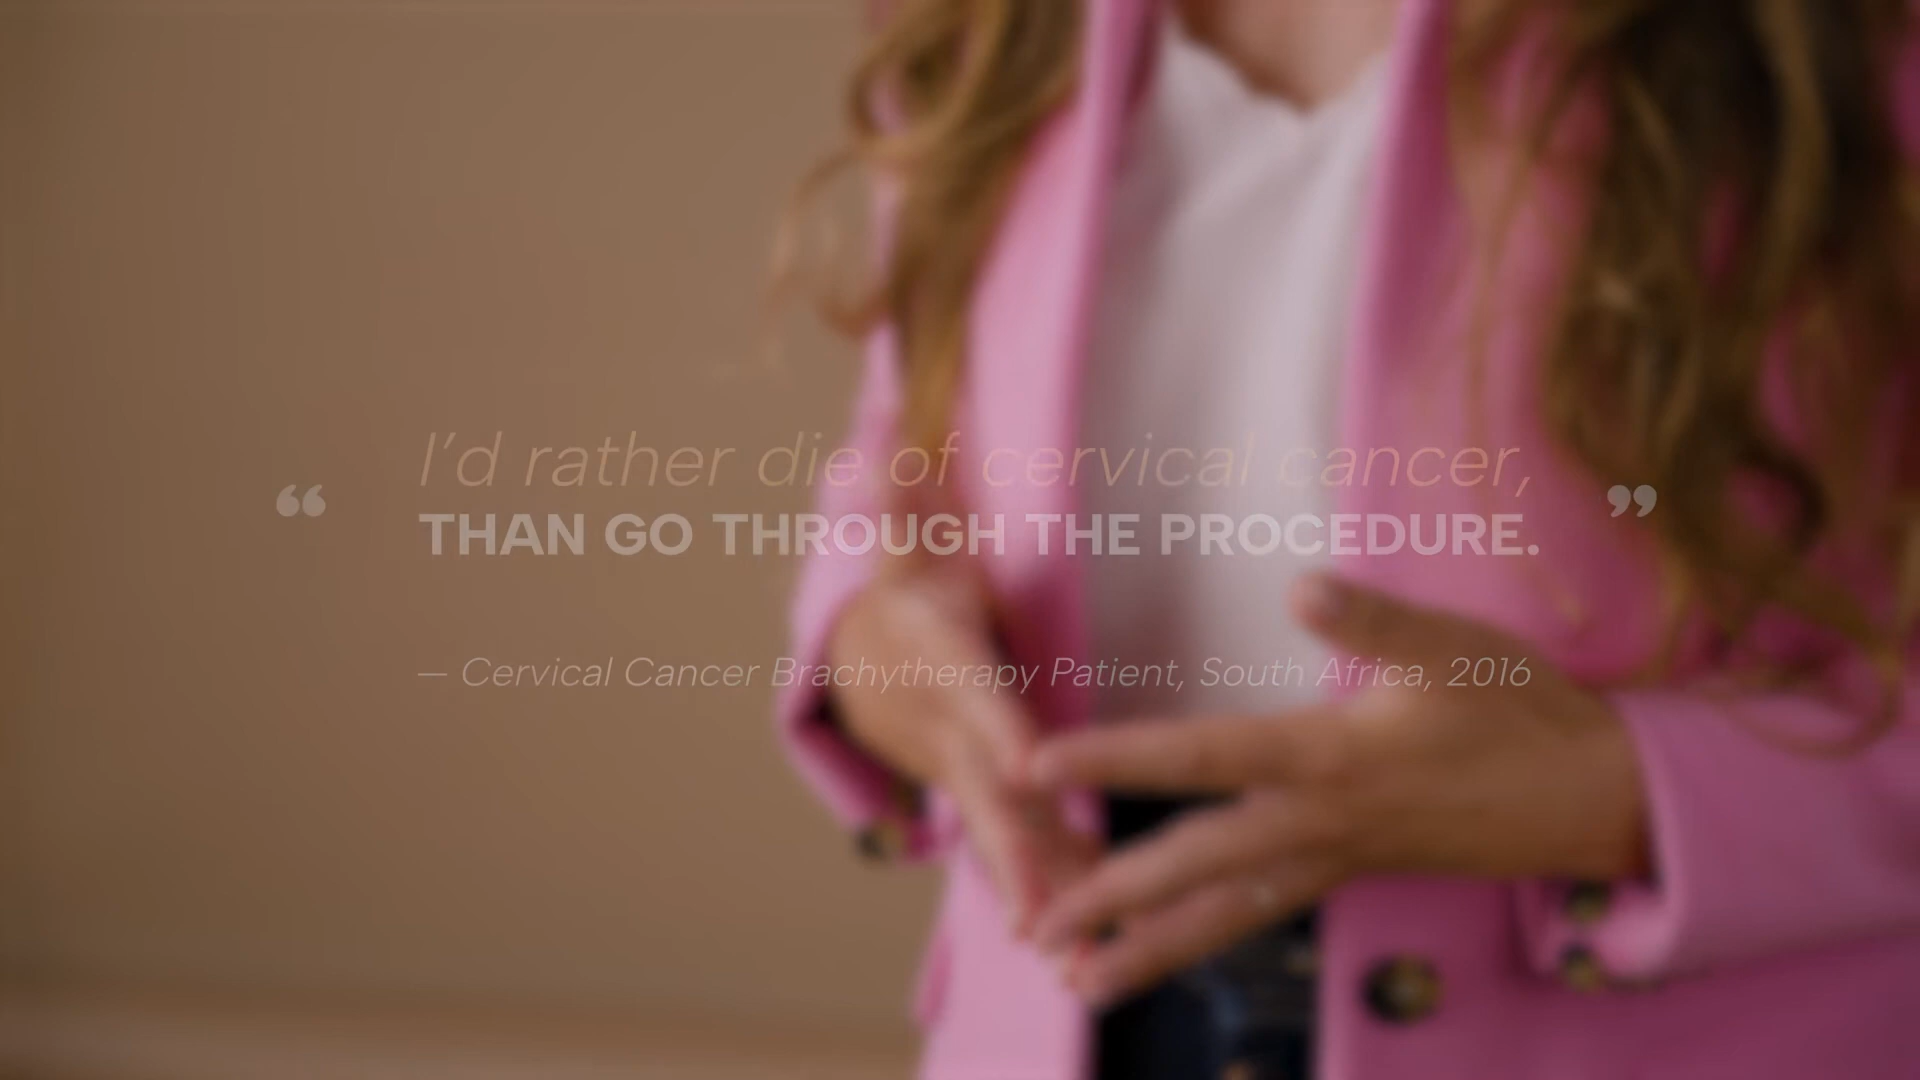 “I’d rather die of cervical cancer,
THAN GO THROUGH THE PROCEDURE.”
— Cervical Cancer Brachytherapy Patient, South Africa, 2016